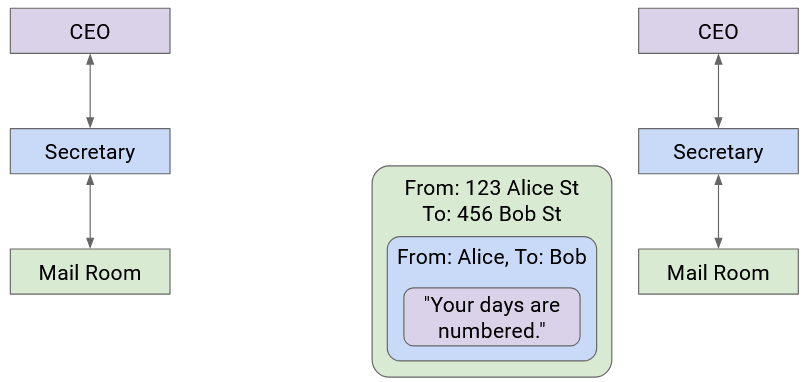 CEO
CEO
Secretary
Secretary
From: 123 Alice St
To: 456 Bob St
From: Alice, To: Bob
Mail Room
Mail Room
"Your days are
numbered."